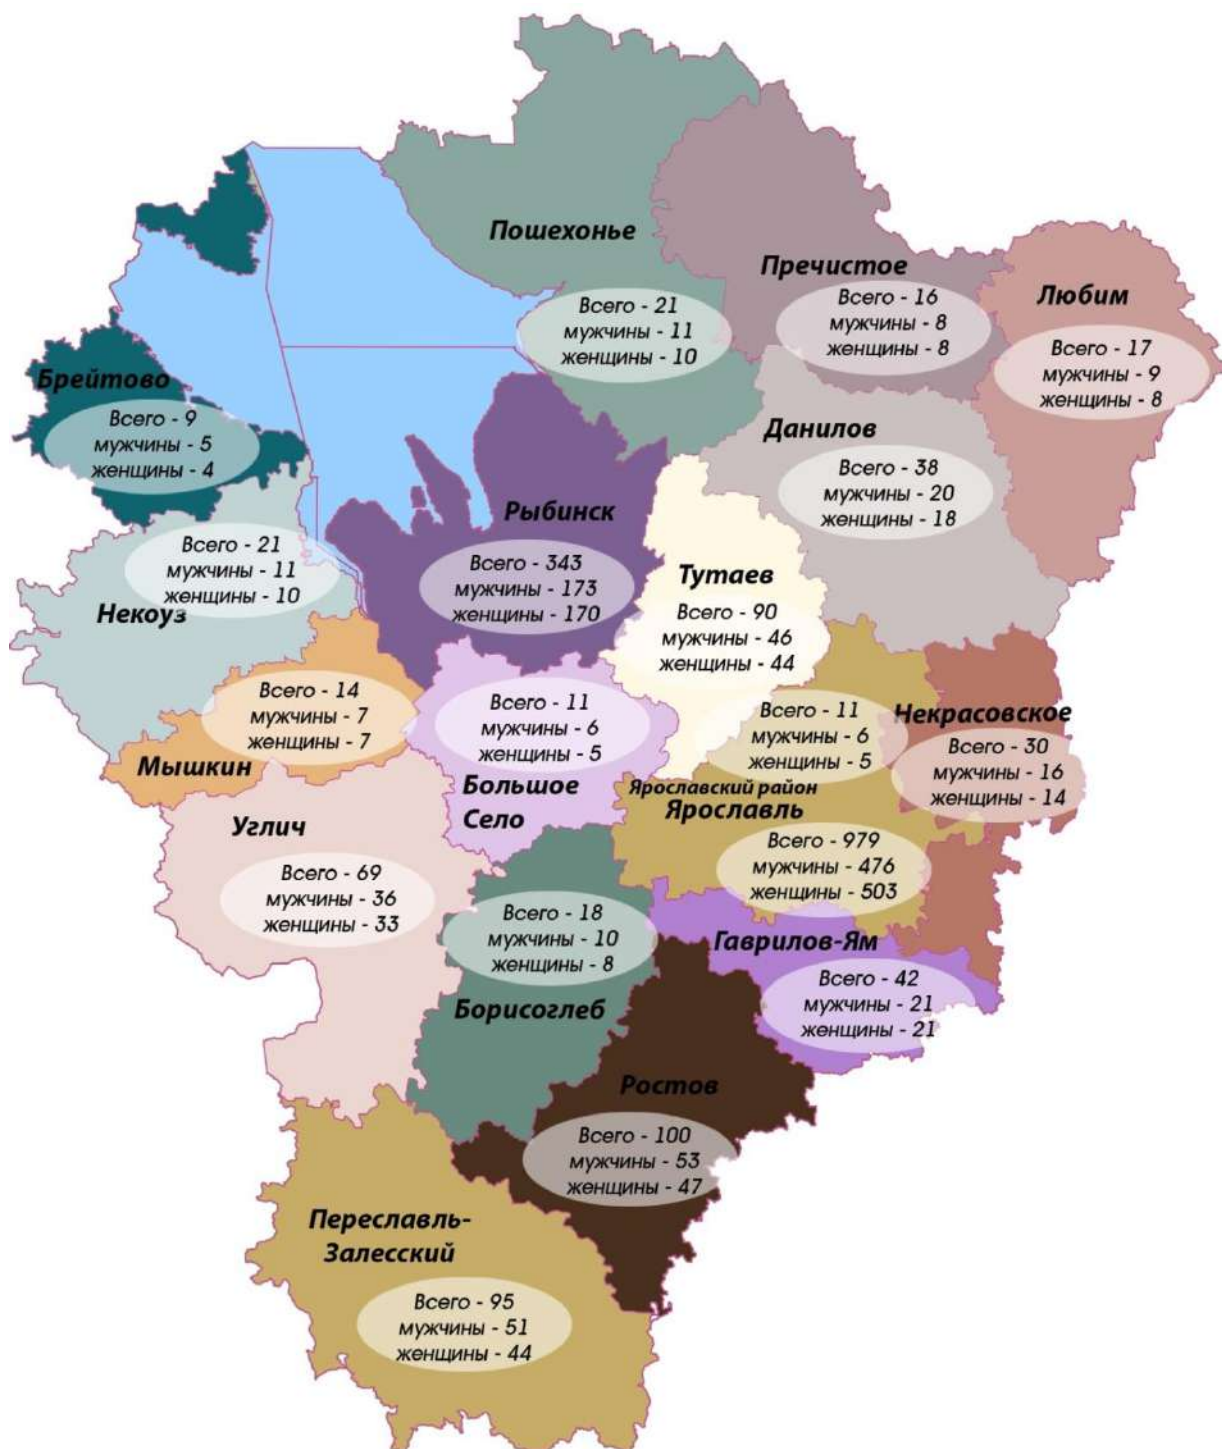 Пошехонье
Всего - 21
мужчины - 11
женщины - 10
Пречистое
Всего - 16
мужчины - 8
женщины - 8
Любим
Всего - 17
мужчины - 9
женщины - 8
Брейтово
Всего - 9
мужчины - 5
женщины - 4
Данилов
Всего - 38
мужчины - 20
женщины - 18
Рыбинск
Всего - 343
мужчины - 173
женщины - 170
Всего - 21
мужчины - 11
женщины - 10
Некоуз
Тутаев
Всего - 90
мужчины - 46
женщины - 44
Всего - 14
мужчины - 7
женщины - 7
Мышкин
Всего - 11
мужчины - 6
женщины - 5
Большое
Село
Всего - 11
мужчины - 6
женщины - 5
Ярославский район
Ярославль
Всего - 979
мужчины - 476
женщины - 503
Некрасовское
Всего - 30
мужчины - 16
женщины - 14
Углич
Всего - 69
мужчины - 36
женщины - 33
Всего - 18
мужчины - 10
женщины - 8
Борисоглеб
Гаврилов-Ям
Всего - 42
мужчины - 21
женщины - 21
Ростов
Всего - 100
мужчины - 53
женщины - 47
Переславль-
Залесский
Всего - 95
мужчины - 51
женщины - 44